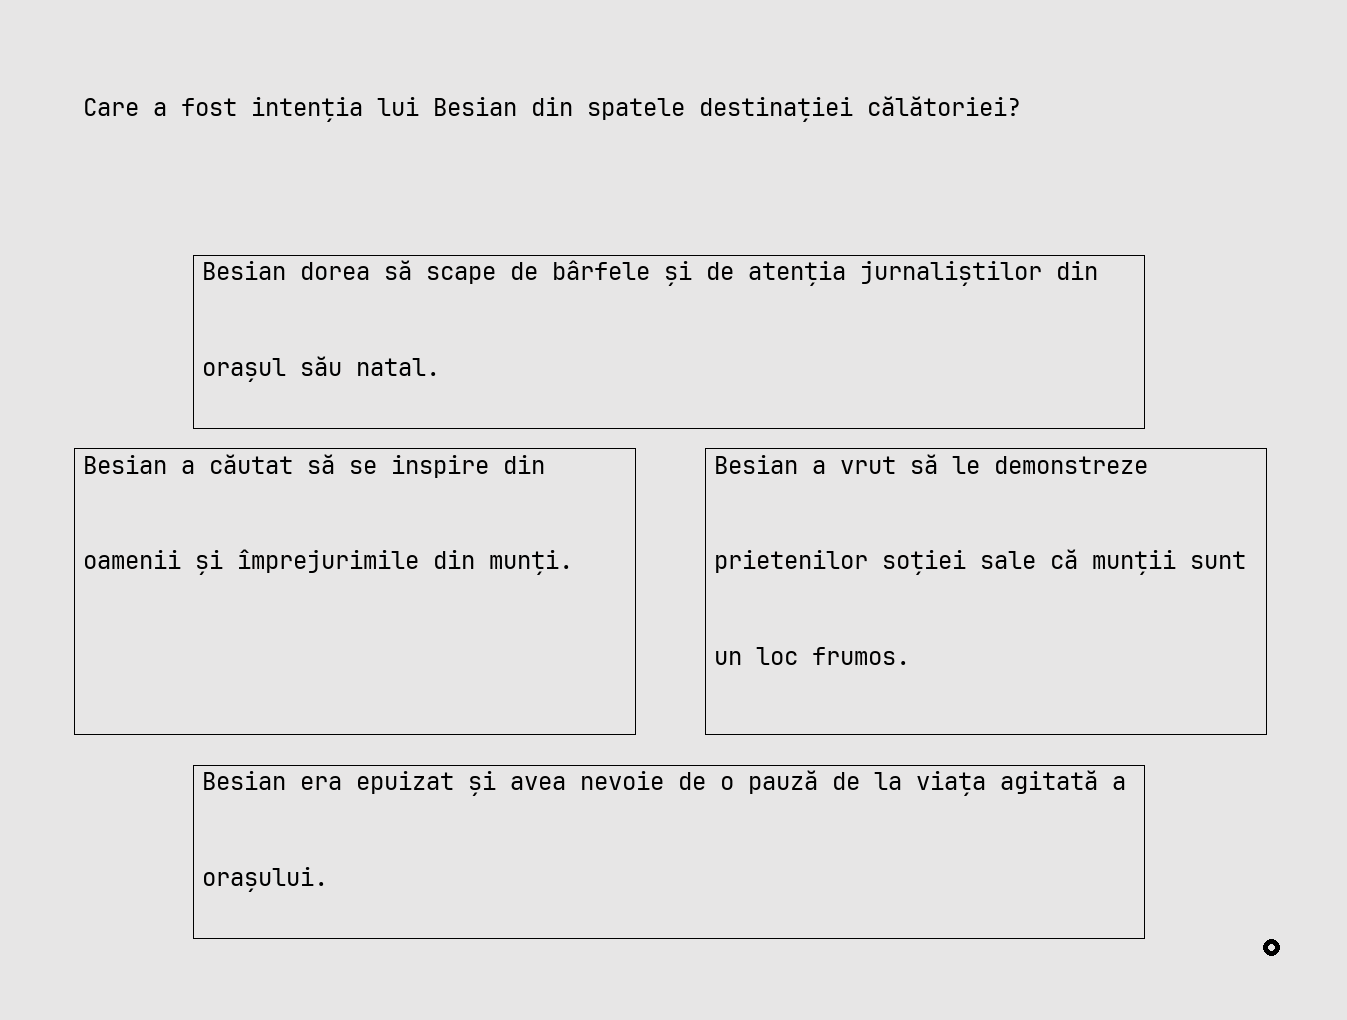 Care a fost intenția lui Besian din spatele destinației călătoriei?
Besian dorea să scape de bârfele și de atenția jurnaliștilor din
orașul său natal.
Besian a căutat să se inspire din
oamenii și împrejurimile din munți.
Besian a vrut să le demonstreze
prietenilor soției sale că munții sunt
un loc frumos.
Besian era epuizat și avea nevoie de o pauză de la viața agitată a
orașului.